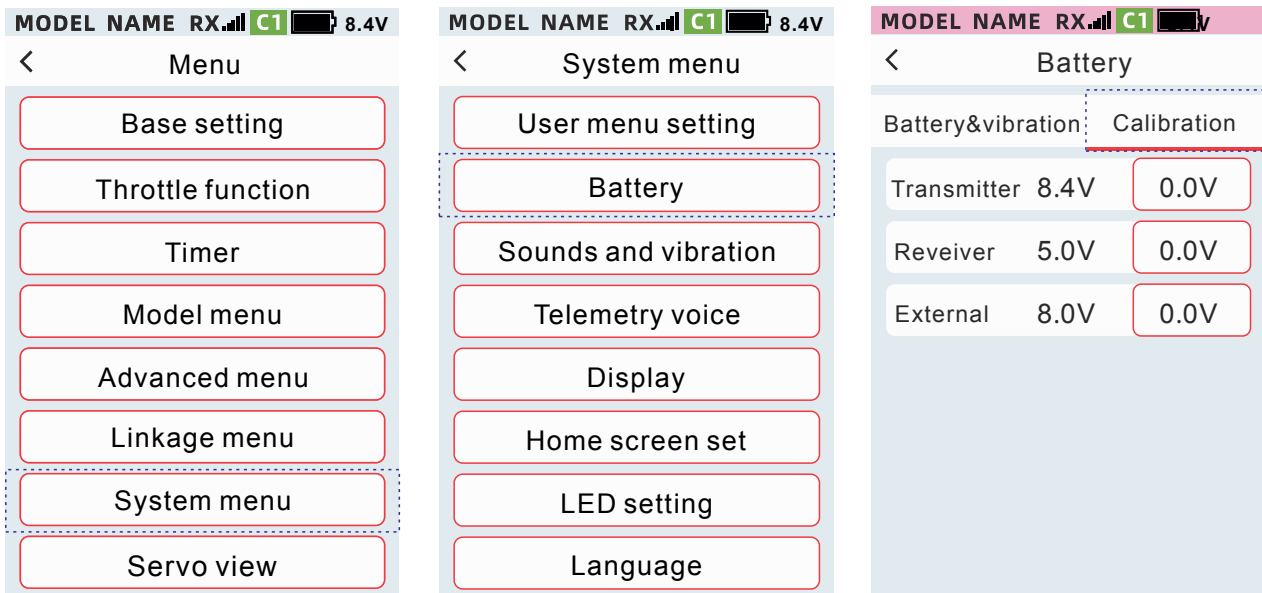 MODEL NAME RX C1 8.4V
Menu
Base setting
Throttle function
Timer
Model menu
Advanced menu
Linkage menu
System menu
Servo view
MODEL NAME RX C1 8.4V
System menu
User menu setting
Battery
Sounds and vibration
Telemetry voice
Display
Home screen set
LED setting
Language
MODEL NAME RX C1 V
Battery
Battery&vibration Calibration
Transmitter 8.4V 0.0V
Reveiver 5.0V 0.0V
External 8.0V 0.0V